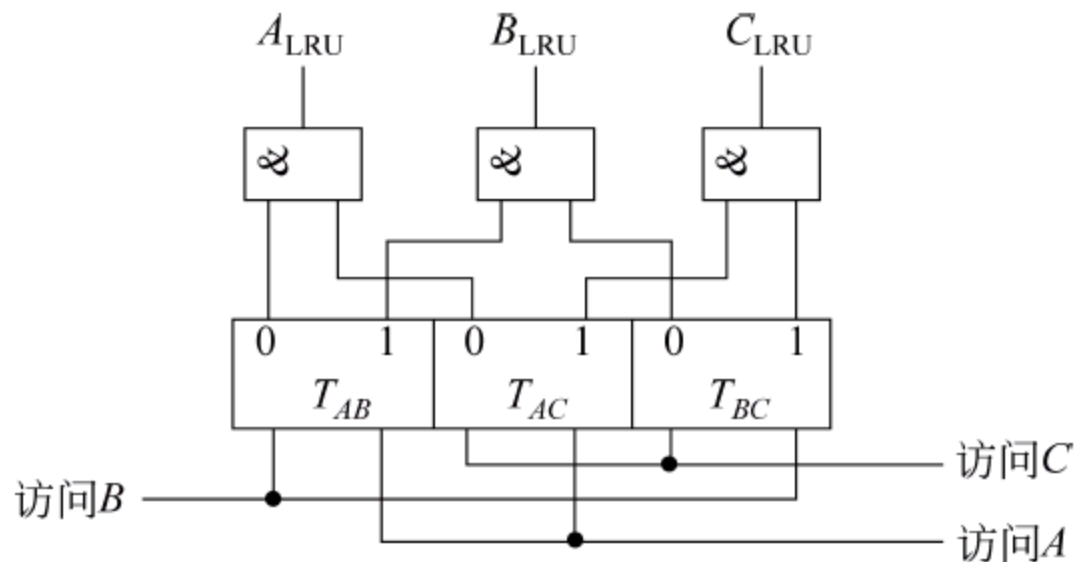 A_LRU B_LRU C_LRU
& & &
0 1 0 1 0 1
T_AB T_AC T_BC
访问C
访问B
访问A